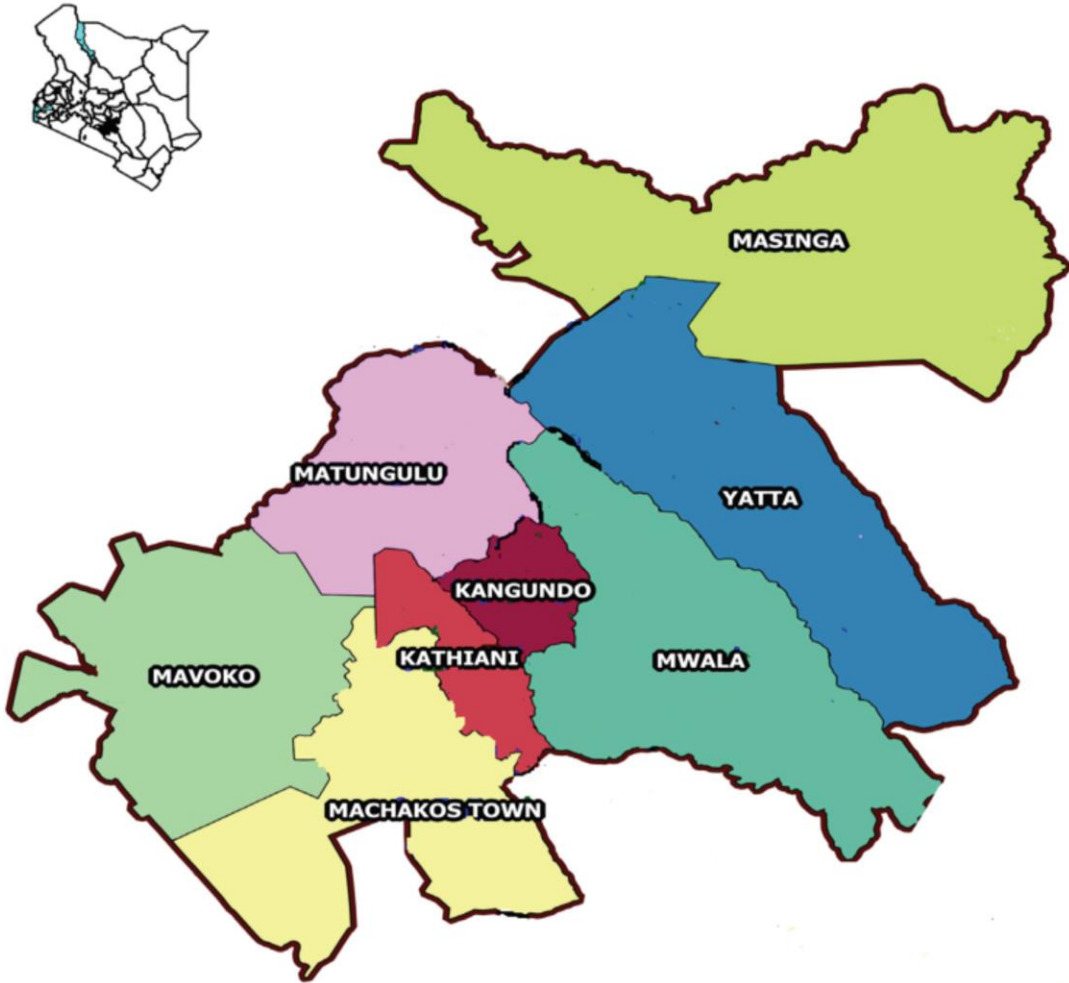 MASINGA
MATUNGULU
YATTA
KANGUNDO
KATHIANI
MWALA
MAVOKO
MACHAKOS TOWN